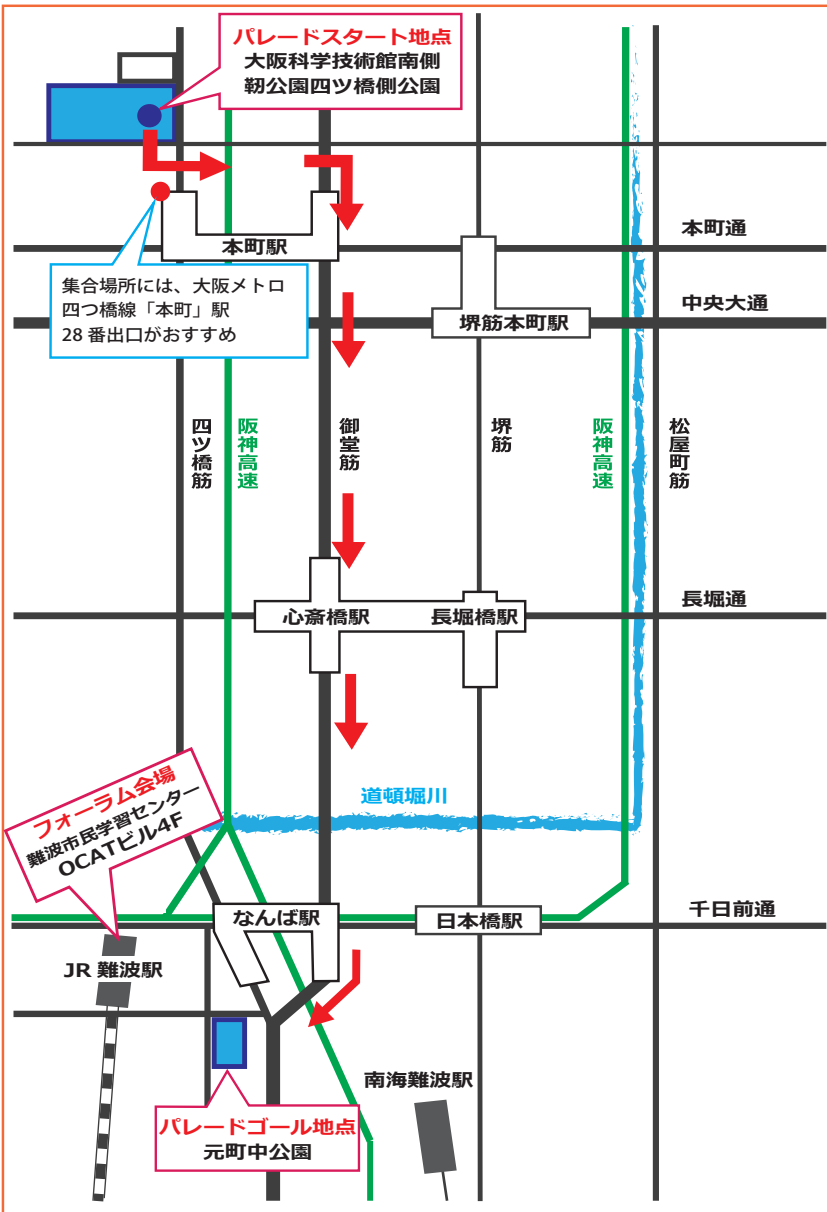 パレードスタート地点
大阪科学技術館南側
靭公園四ツ橋側公園
本町通
本町駅
集合場所には、大阪メトロ
四つ橋線「本町」駅
28 番出口がおすすめ
中央大通
堺筋本町駅
四ツ橋筋
阪神高速
御堂筋
堺筋
阪神高速
松屋町筋
長堀通
心斎橋駅
長堀橋駅
道頓堀川
フォーラム会場
難波市民学習センター
OCATビル4F
千日前通
なんば駅
日本橋駅
JR 難波駅
南海難波駅
パレードゴール地点
元町中公園